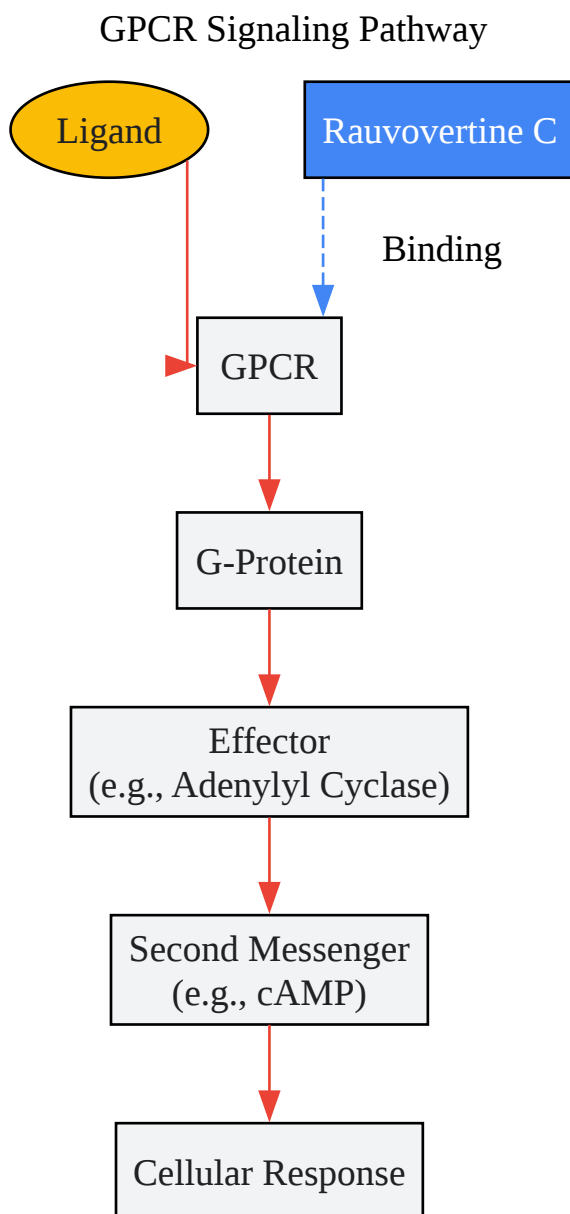 GPCR Signaling Pathway
Ligand
Rauvovertine C
Binding
GPCR
G-Protein
Effector
(e.g., Adenylyl Cyclase)
Second Messenger
(e.g., cAMP)
Cellular Response